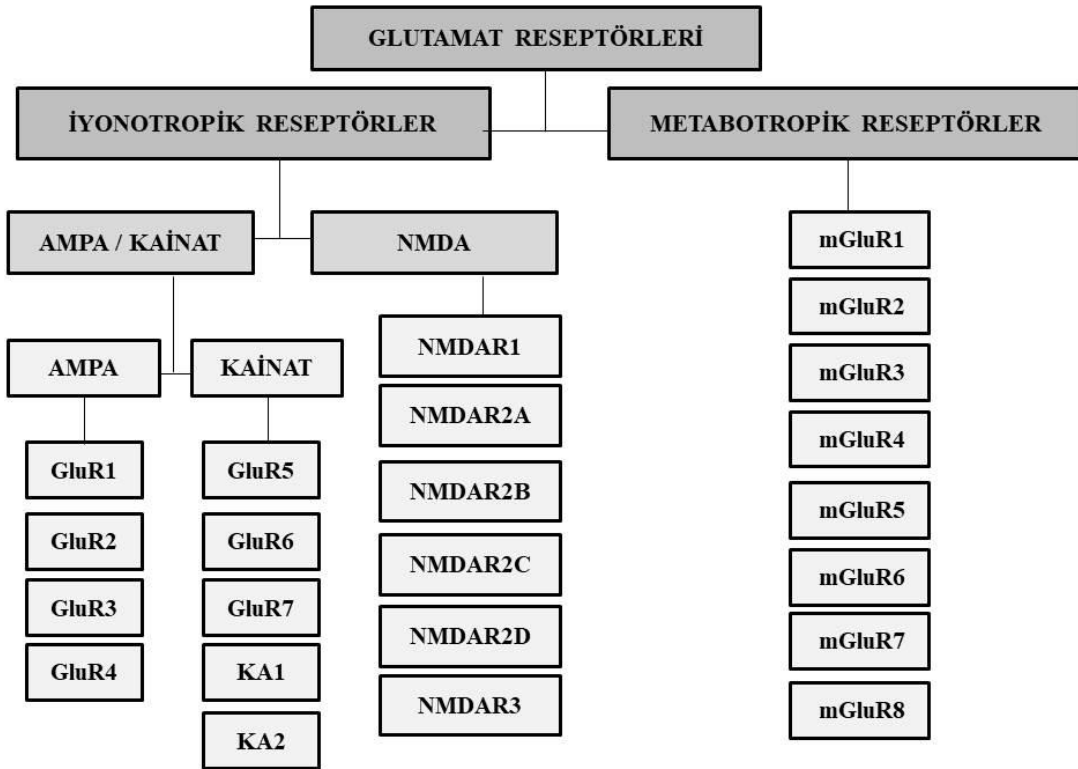 GLUTAMAT RESEPTÖRLERİ
İYONOTROPİK RESEPTÖRLER
METABOTROPİK RESEPTÖRLER
AMPA / KAİNAT
NMDA
AMPA
KAİNAT
GluR1
GluR2
GluR3
GluR4
GluR5
GluR6
GluR7
KA1
KA2
NMDAR1
NMDAR2A
NMDAR2B
NMDAR2C
NMDAR2D
NMDAR3
mGluR1
mGluR2
mGluR3
mGluR4
mGluR5
mGluR6
mGluR7
mGluR8